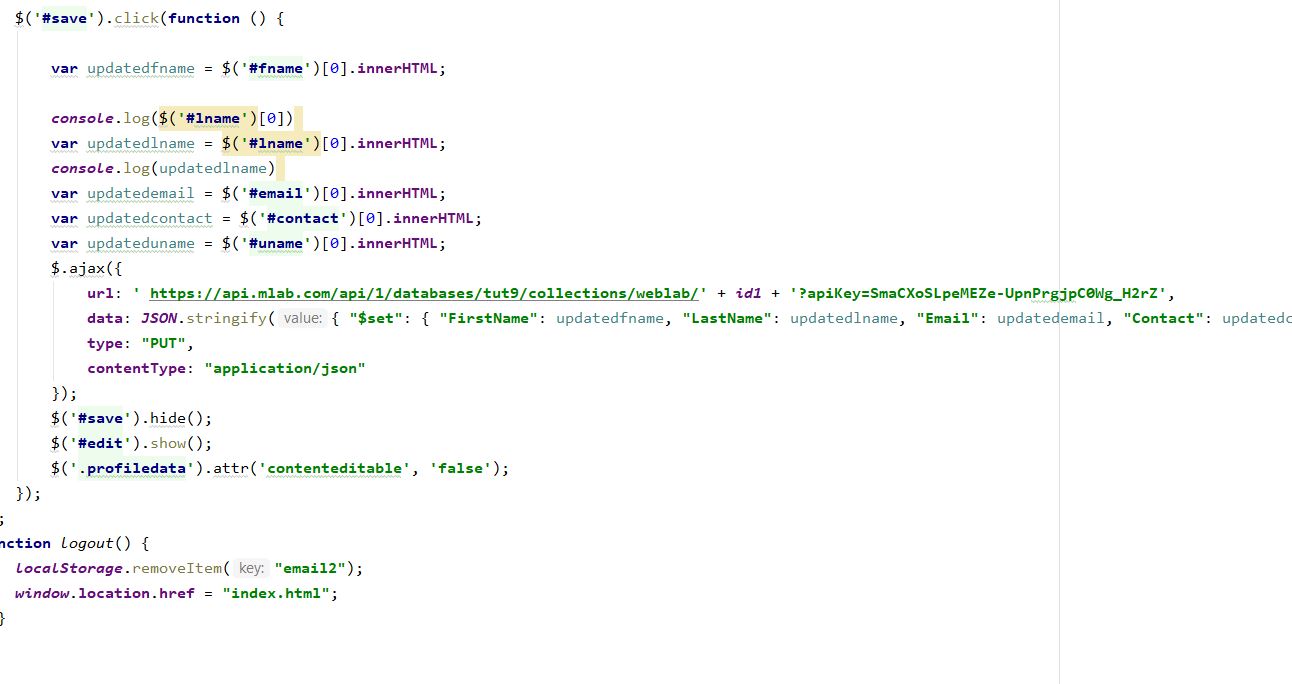 $('#save').click(function () {
var updatedfname = $('#fname')[0].innerHTML;
console.log($('#lname')[0])
var updatedlname = $('#lname')[0].innerHTML;
console.log(updatedlname)
var updatedemail = $('#email')[0].innerHTML;
var updatedcontact = $('#contact')[0].innerHTML;
var updateduname = $('#uname')[0].innerHTML;
$.ajax({
url: ' https://api.mlab.com/api/1/databases/tut9/collections/weblab/' + id1 + '?apiKey=SmaCXoSLpeMEZe-UpnPrgjpC0Wg_H2rZ',
data: JSON.stringify( value: { "$set": { "FirstName": updatedfname, "LastName": updatedlname, "Email": updatedemail, "Contact": updatedc
type: "PUT",
contentType: "application/json"
});
$('#save').hide();
$('#edit').show();
$('.profiledata').attr('contenteditable', 'false');
});
;
nction logout() {
localStorage.removeItem( key: "email2");
window.location.href = "index.html";
}